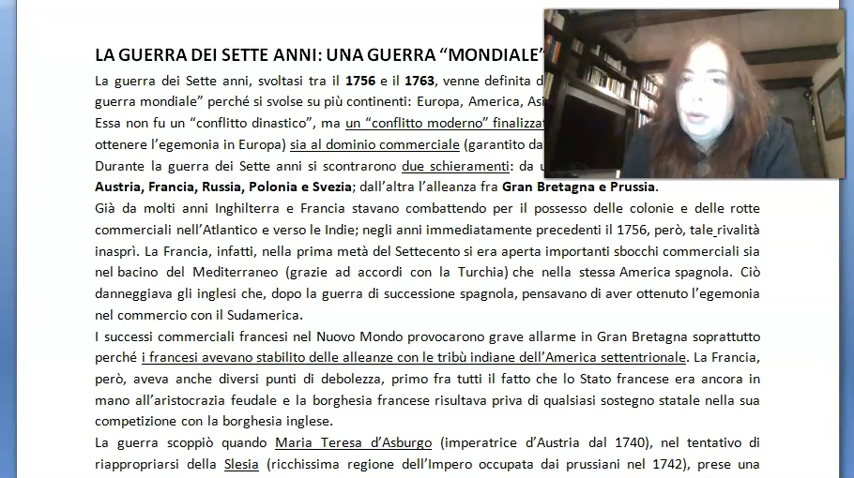 LA GUERRA DEI SETTE ANNI: UNA GUERRA “MONDIALE”
La guerra dei Sette anni, svoltasi tra il 1756 e il 1763, venne definita
guerra mondiale” perché si svolse su più continenti: Europa, America,
Essa non fu un “conflitto dinastico”, ma un “conflitto moderno”
ottenere l’egemonia in Europa) sia al dominio commerciale (garantito
Durante la guerra dei Sette anni si scontrarono due schieramenti: da
Austria, Francia, Russia, Polonia e Svezia; dall’altra l’alleanza fra Gran Bretagna e Prussia.
Già da molti anni Inghilterra e Francia stavano combattendo per il possesso delle colonie e delle rotte
commerciali nell’Atlantico e verso le Indie; negli anni immediatamente precedenti il 1756, però, tale rivalità
inasprì. La Francia, infatti, nella prima metà del Settecento si era aperta importanti sbocchi commerciali sia
nel bacino del Mediterraneo (grazie ad accordi con la Turchia) che nella stessa America spagnola. Ciò
danneggiava gli inglesi che, dopo la guerra di successione spagnola, pensavano di aver ottenuto l’egemonia
nel commercio con il Sudamerica.
I successi commerciali francesi nel Nuovo Mondo provocarono grave allarme in Gran Bretagna soprattutto
perché i francesi avevano stabilito delle alleanze con le tribù indiane dell’America settentrionale. La Francia,
però, aveva anche diversi punti di debolezza, primo fra tutti il fatto che lo Stato francese era ancora in
mano all’aristocrazia feudale e la borghesia francese risultava priva di qualsiasi sostegno statale nella sua
competizione con la borghesia inglese.
La guerra scoppiò quando Maria Teresa d’Asburgo (imperatrice d’Austria dal 1740), nel tentativo di
riappropriarsi della Slesia (ricchissima regione dell’Impero occupata dai prussiani nel 1742), prese una